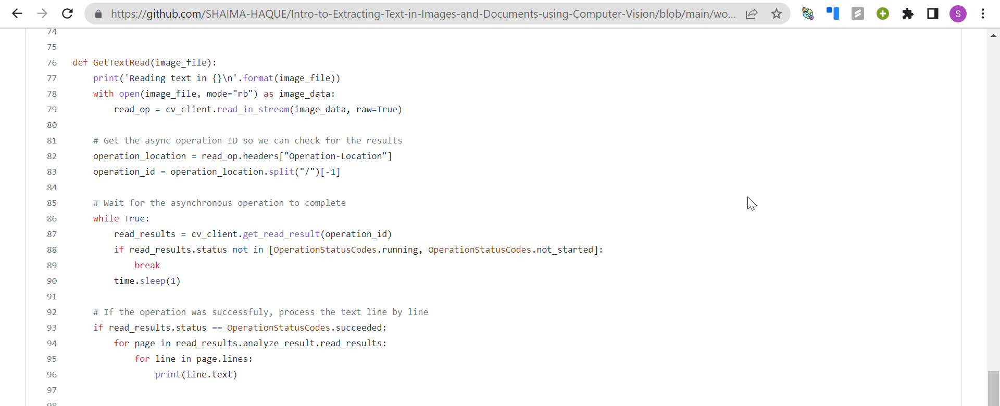 https://github.com/SHAIMA-HAQUE/Intro-to-Extracting-Text-in-Images-and-Documents-using-Computer-Vision/blob/main/wo...
S
74
75
76 def GetTextRead(image_file):
77     print('Reading text in {}\n'.format(image_file))
78     with open(image_file, mode="rb") as image_data:
79         read_op = cv_client.read_in_stream(image_data, raw=True)
80
81     # Get the async operation ID so we can check for the results
82     operation_location = read_op.headers["Operation-Location"]
83     operation_id = operation_location.split("/")[-1]
84
85     # Wait for the asynchronous operation to complete
86     while True:
87         read_results = cv_client.get_read_result(operation_id)
88         if read_results.status not in [OperationStatusCodes.running, OperationStatusCodes.not_started]:
89             break
90         time.sleep(1)
91
92     # If the operation was successfuly, process the text line by line
93     if read_results.status == OperationStatusCodes.succeeded:
94         for page in read_results.analyze_result.read_results:
95             for line in page.lines:
96                 print(line.text)
97
98